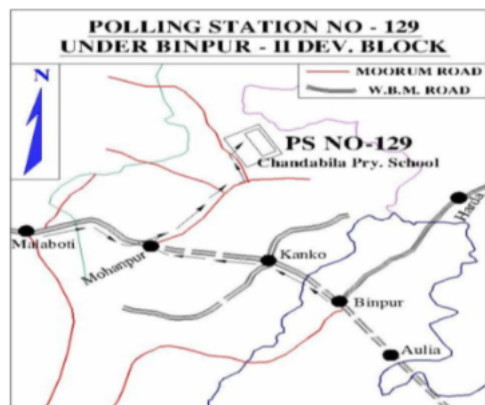 POLLING STATION NO - 129
UNDER BINPUR - II DEV. BLOCK
N
MOORUM ROAD
W.B.M. ROAD
PS NO-129
Chandabila Pry. School
Harda
Malaboti
Mohanpur
Kanko
Binpur
Aulia